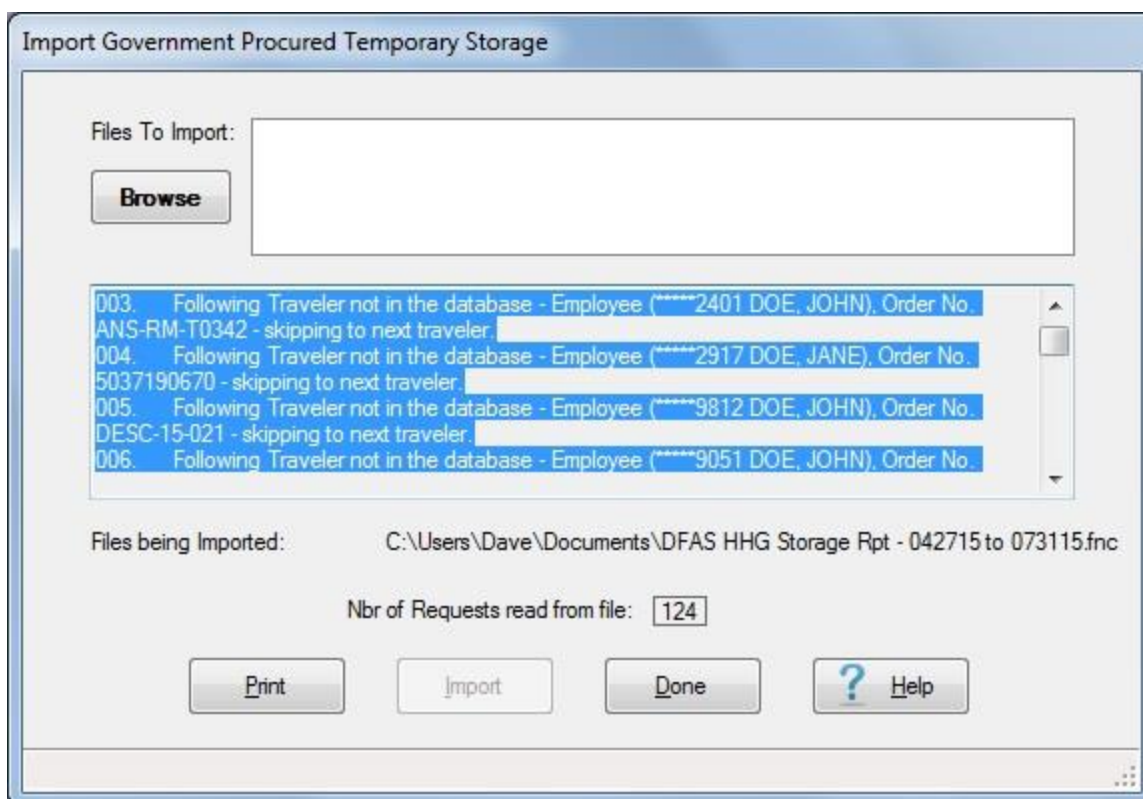 Import Government Procured Temporary Storage
Files To Import:
Browse
003. Following Traveler not in the database - Employee (*****2401 DOE, JOHN), Order No.
ANS-RM-T0342 - skipping to next traveler.
004. Following Traveler not in the database - Employee (*****2917 DOE, JANE), Order No.
5037190670 - skipping to next traveler.
005. Following Traveler not in the database - Employee (*****9812 DOE, JOHN), Order No.
DESC-15-021 - skipping to next traveler.
006. Following Traveler not in the database - Employee (*****9051 DOE, JOHN), Order No.
Files being Imported: C:\Users\Dave\Documents\DFAS HHG Storage Rpt - 042715 to 073115.fnc
Nbr of Requests read from file: 124
Print Import Done ? Help